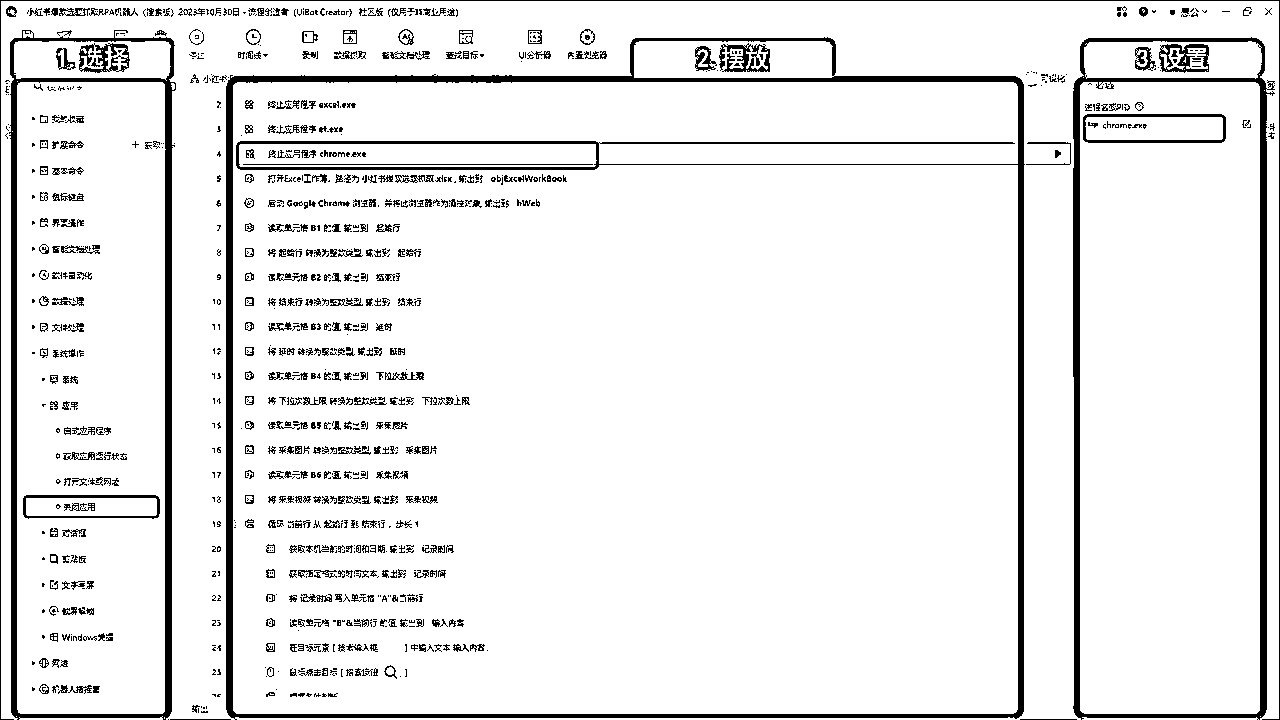 小红书爆款选题抓取RPA机器人（搜索板）2023年10月30日 - 流程创造者（UiBot Creator） 社区版（仅用于非商业用途）
停止
时间线
录制
数据抓取
智能文档处理
查找目标
UI分析器
内置浏览器
1. 选择
2. 摆放
3. 设置
小红书
可视化
我的收藏
扩展命令
基本命令
鼠标键盘
界面操作
智能文档处理
软件自动化
数据处理
文件处理
系统操作
系统
应用
启动应用程序
获取应用运行状态
打开文件或网址
关闭应用
对话框
剪贴板
文字写屏
Windows凭据
网络
机器人指挥官
2 终止应用程序 excel.exe
3 终止应用程序 et.exe
4 终止应用程序 chrome.exe
5 打开Excel工作簿，路径为 小红书爆款选题抓取.xlsx，输出到 objExcelWorkBook
6 启动 Google Chrome 浏览器，并将此浏览器作为操控对象, 输出到 hWeb
7 读取单元格 B1 的值, 输出到 起始行
8 将 起始行 转换为整数类型, 输出到 起始行
9 读取单元格 B2 的值, 输出到 结束行
10 将 结束行 转换为整数类型, 输出到 结束行
11 读取单元格 B3 的值, 输出到 延时
12 将 延时 转换为整数类型, 输出到 延时
13 读取单元格 B4 的值, 输出到 下拉次数上限
14 将 下拉次数上限 转换为整数类型, 输出到 下拉次数上限
15 读取单元格 B5 的值, 输出到 采集图片
16 将 采集图片 转换为整数类型, 输出到 采集图片
17 读取单元格 B6 的值, 输出到 采集视频
18 将 采集视频 转换为整数类型, 输出到 采集视频
19 循环 当前行 从 起始行 到 结束行，步长 1
20 获取本机当前的时间和日期, 输出到 记录时间
21 获取指定格式的时间文本, 输出到 记录时间
22 将 记录时间 写入单元格 "A"&当前行
23 读取单元格 "B"&当前行 的值, 输出到 输入内容
24 在目标元素 [ 搜索输入框 ] 中输入文本 输入内容.
25 鼠标点击目标 [ 搜索按钮 ]
输出
进程名或PID
chrome.exe